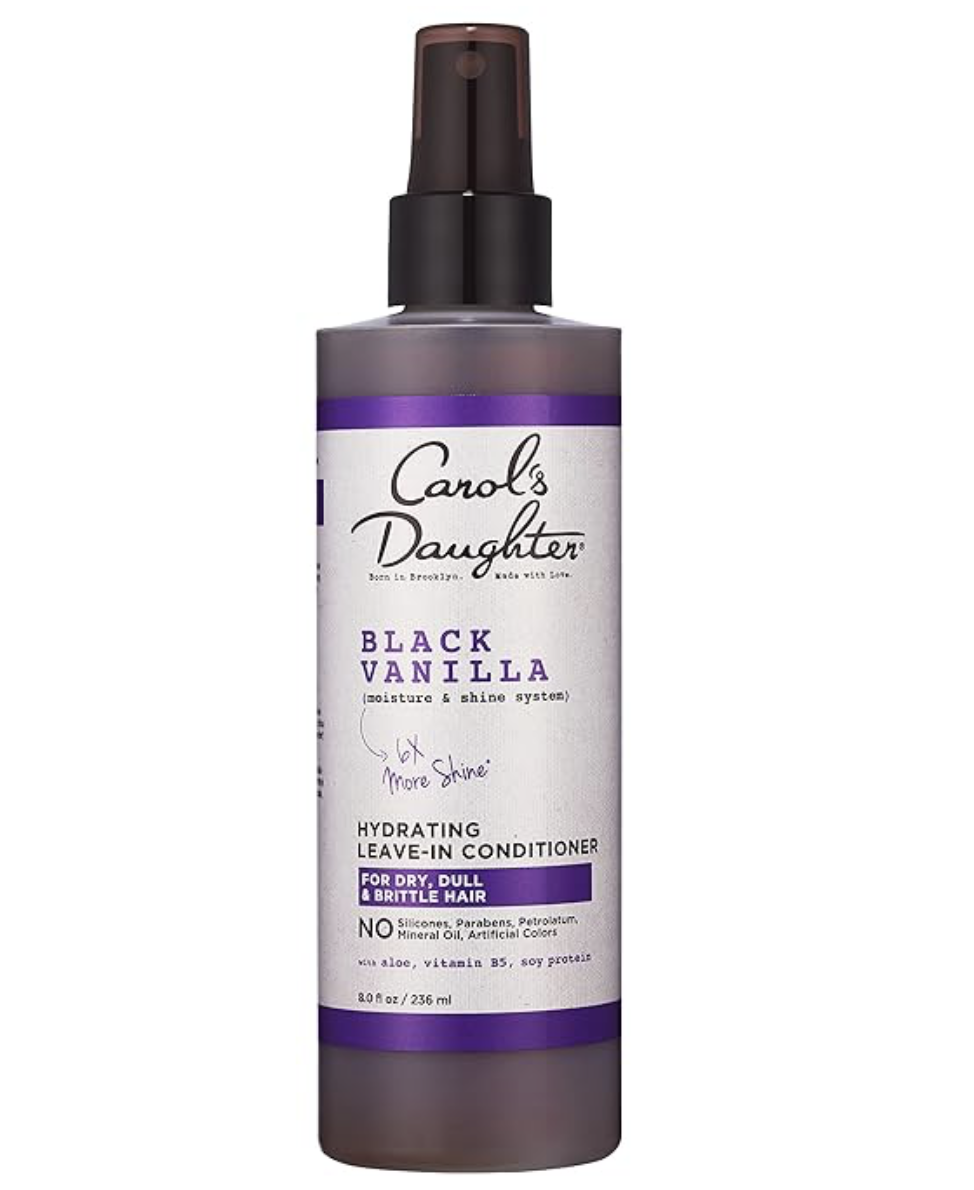 Carol's
Daughter®
Born in Brooklyn. Made with Love.
BLACK
VANILLA
(moisture & shine system)
6X
More Shine*
HYDRATING
LEAVE-IN CONDITIONER
FOR DRY, DULL
& BRITTLE HAIR
NO Silicones, Parabens, Petrolatum,
Mineral Oil, Artificial Colors
with aloe, vitamin B5, soy protein
8.0 fl oz / 236 ml